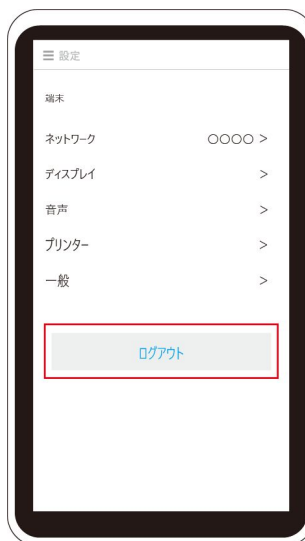 ≡ 設定
端末
ネットワーク ○○○○ >
ディスプレイ >
音声 >
プリンター >
一般 >
ログアウト